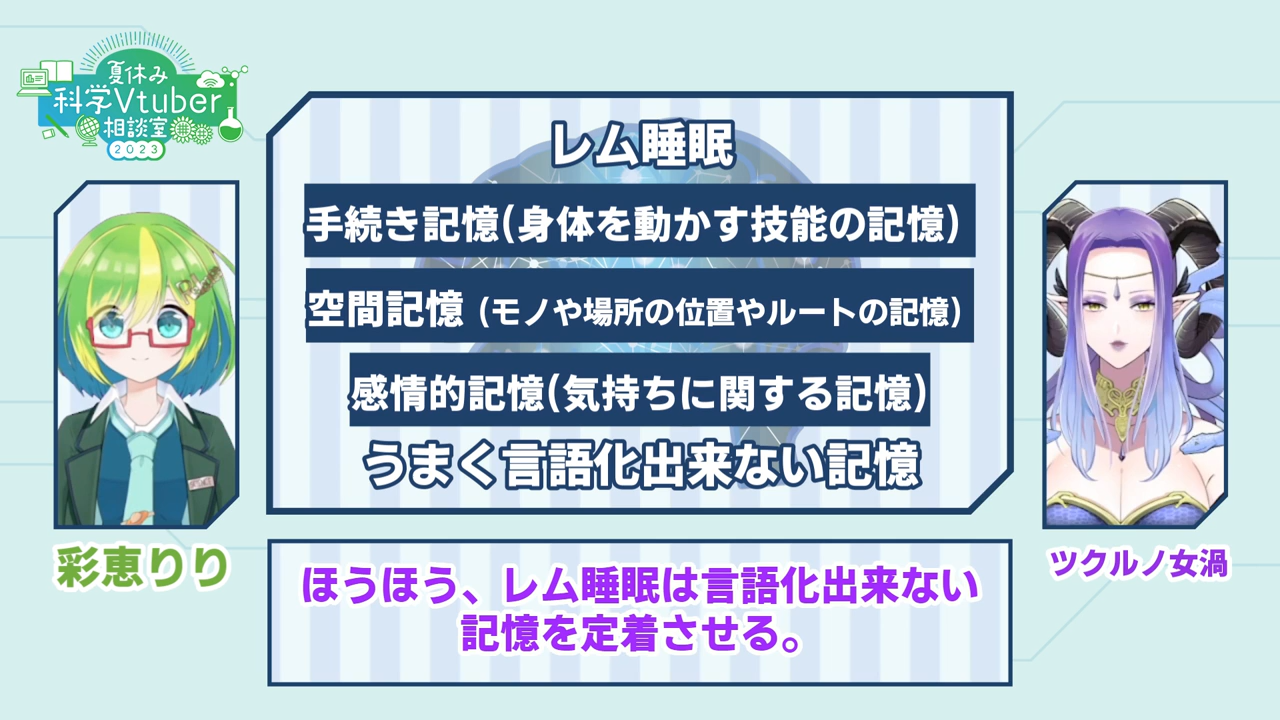 夏休み
科学Vtuber
相談室
2023
レム睡眠
手続き記憶(身体を動かす技能の記憶)
空間記憶 (モノや場所の位置やルートの記憶)
感情的記憶(気持ちに関する記憶)
うまく言語化出来ない記憶
彩恵りり
ツクルノ女渦
ほうほう、レム睡眠は言語化出来ない
記憶を定着させる。